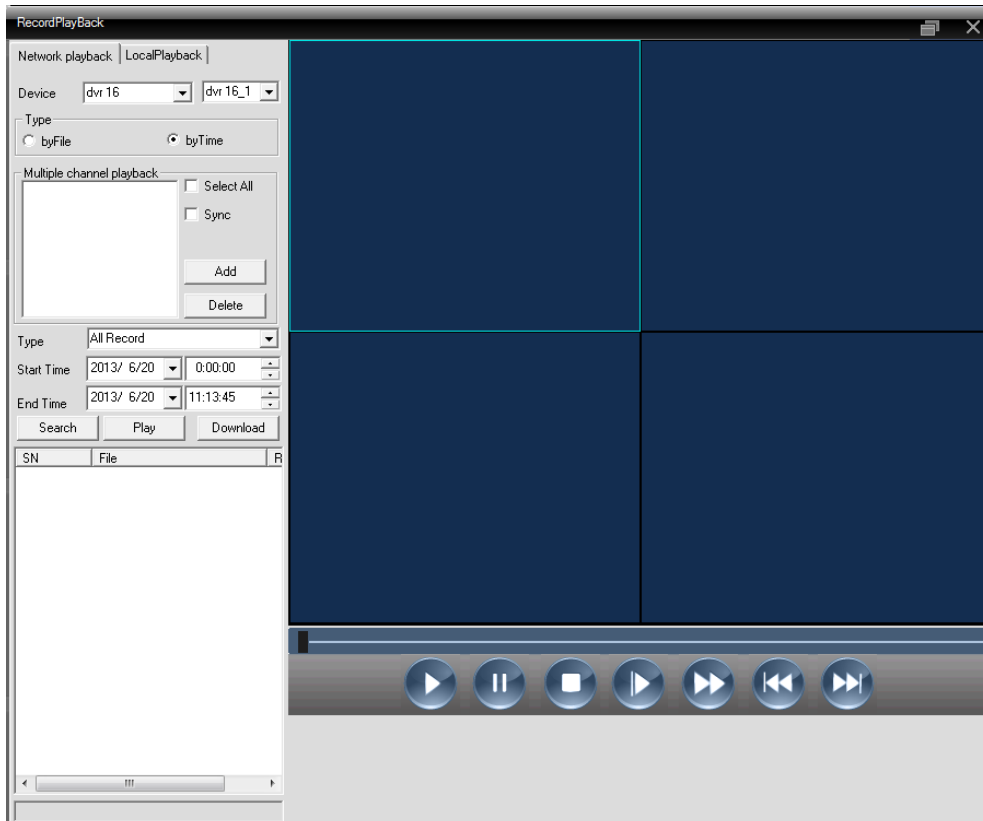 RecordPlayBack
Network playback LocalPlayback
Device dvr 16 dvr 16_1
Type
byFile byTime
Multiple channel playback
Select All
Sync
Add
Delete
Type All Record
Start Time 2013/ 6/20 0:00:00
End Time 2013/ 6/20 11:13:45
Search Play Download
SN File R